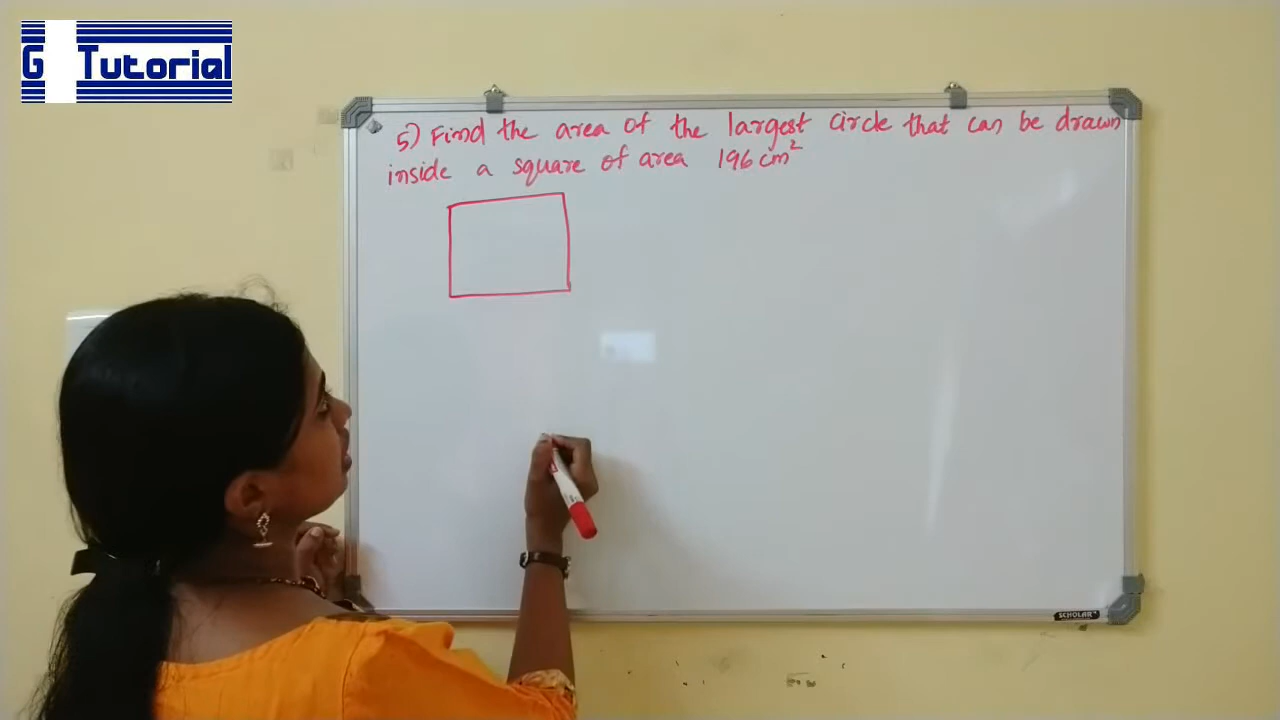 G Tutorial
5) Find the area of the largest circle that can be drawn
inside a square of area 196 cm²
SCHOLAR